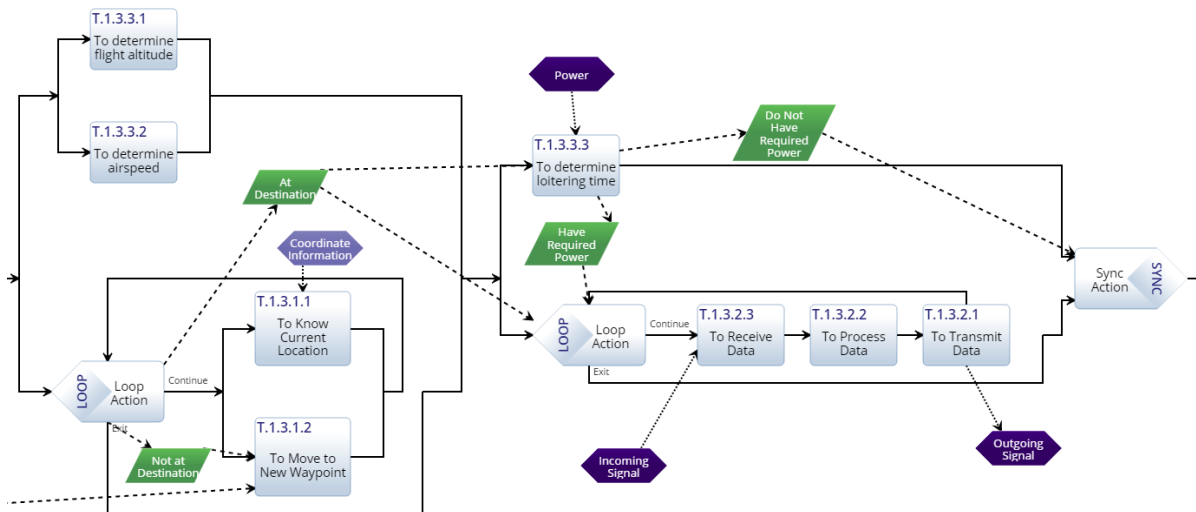 T.1.3.3.1
To determine
flight altitude
T.1.3.3.2
To determine
airspeed
Power
Do Not
Have
Required
Power
T.1.3.3.3
To determine
loitering time
At
Destination
Have
Required
Power
Coordinate
Information
Sync
Action
SYNC
T.1.3.1.1
To Know
Current
Location
LOOP
Loop
Action
Continue
Exit
T.1.3.2.3
To Receive
Data
T.1.3.2.2
To Process
Data
T.1.3.2.1
To Transmit
Data
LOOP
Loop
Action
Continue
Exit
T.1.3.1.2
To Move to
New Waypoint
Not at
Destination
Incoming
Signal
Outgoing
Signal